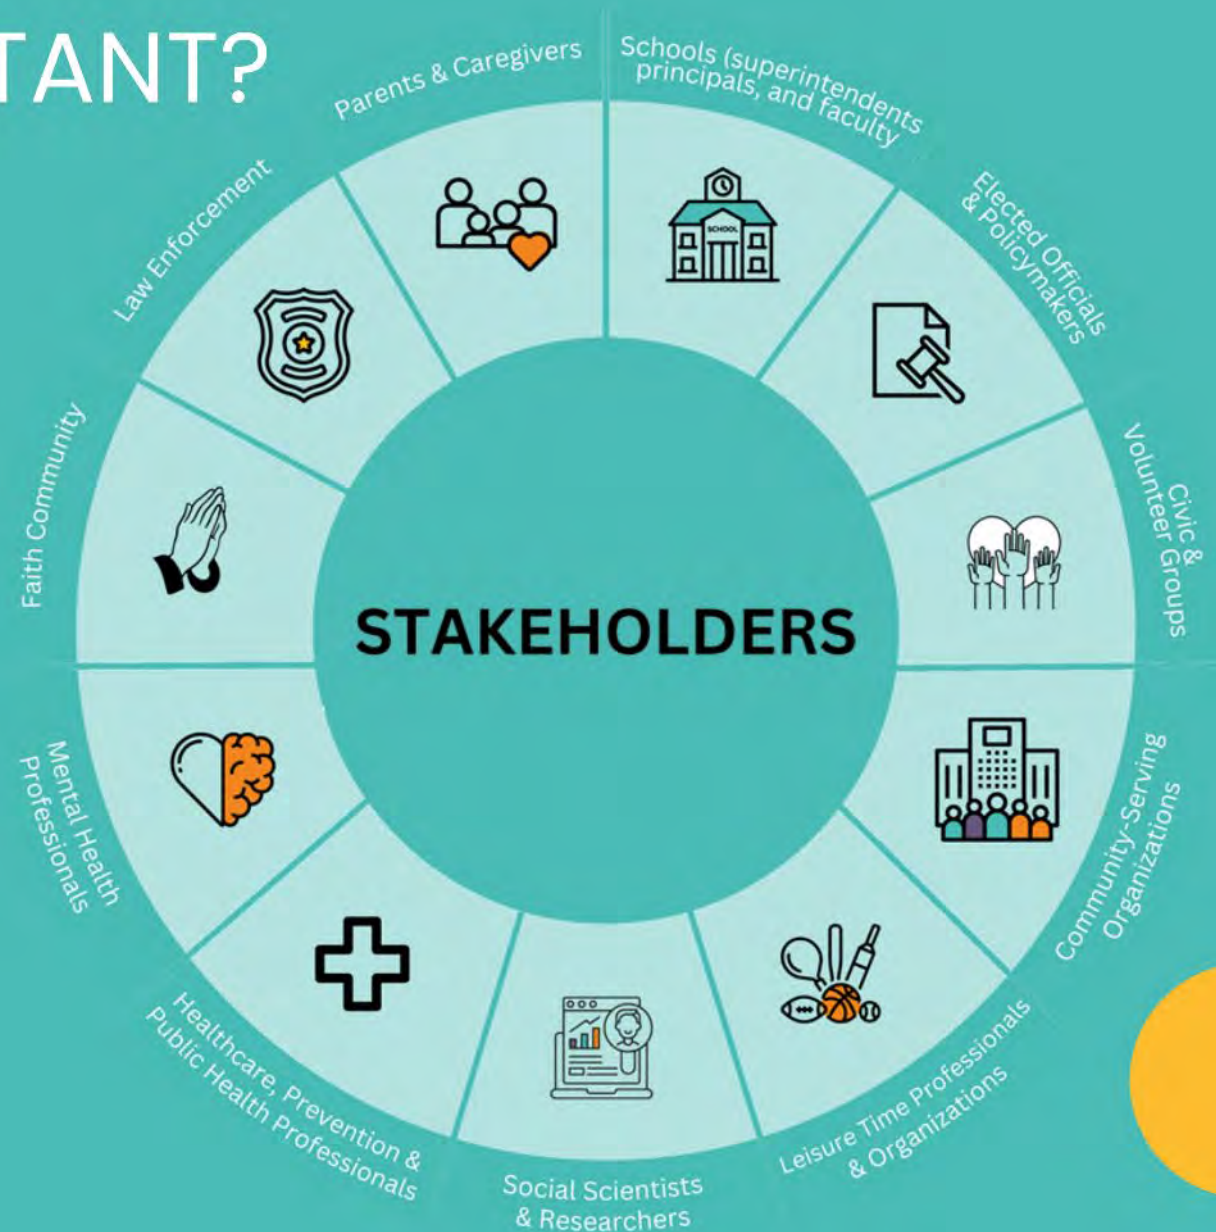 TANT?
Parents & Caregivers
Schools (superintendents
principals, and faculty
Elected Officials
& Policymakers
Civic &
Volunteer Groups
Community-Serving
Organizations
Leisure Time Professionals
& Organizations
Social Scientists
& Researchers
Healthcare, Prevention &
Public Health Professionals
Mental Health
Professionals
Faith Community
Law Enforcement
SCHOOL
STAKEHOLDERS